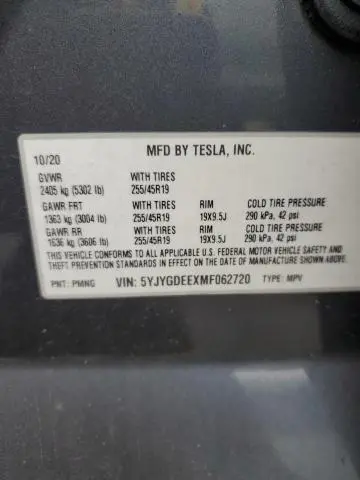 MFD BY TESLA, INC.
10/20
GVWR WITH TIRES
2405 kg (5302 lb) 255/45R19
GAWR FRT WITH TIRES RIM COLD TIRE PRESSURE
1363 kg (3004 lb) 255/45R19 19X9.5J 290 kPa, 42 psi
GAWR RR WITH TIRES RIM COLD TIRE PRESSURE
1636 kg (3606 lb) 255/45R19 19X9.5J 290 kPa, 42 psi
THIS VEHICLE CONFORMS TO ALL APPLICABLE U.S. FEDERAL MOTOR VEHICLE SAFETY AND
THEFT PREVENTION STANDARDS IN EFFECT ON THE DATE OF MANUFACTURE SHOWN ABOVE.
PNT: PMNG VIN: 5YJYGDEEXMF062720 TYPE: MPV